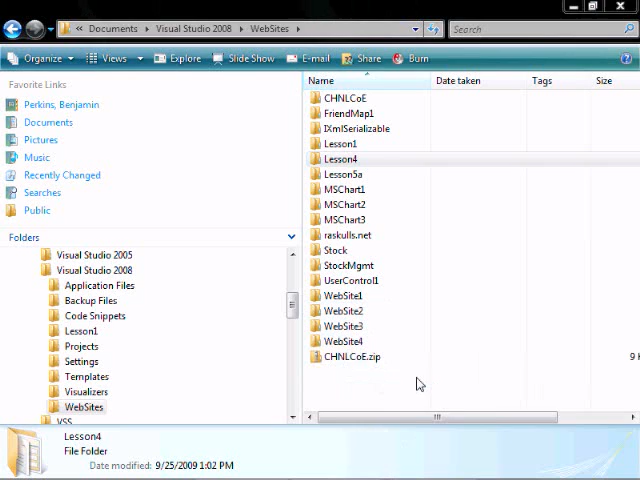 « Documents › Visual Studio 2008 › WebSites ›
Search
Organize Views Explore Slide Show E-mail Share Burn
Favorite Links
Perkins, Benjamin
Documents
Pictures
Music
Recently Changed
Searches
Public
Folders
Visual Studio 2005
Visual Studio 2008
Application Files
Backup Files
Code Snippets
Lesson1
Projects
Settings
Templates
Visualizers
WebSites
VSS
Name Date taken Tags Size
CHNLCoE
FriendMap1
IXmlSerializable
Lesson1
Lesson4
Lesson5a
MSChart1
MSChart2
MSChart3
raskulls.net
Stock
StockMgmt
UserControl1
WebSite1
WebSite2
WebSite3
WebSite4
CHNLCoE.zip 9 K
Lesson4
File Folder
Date modified: 9/25/2009 1:02 PM